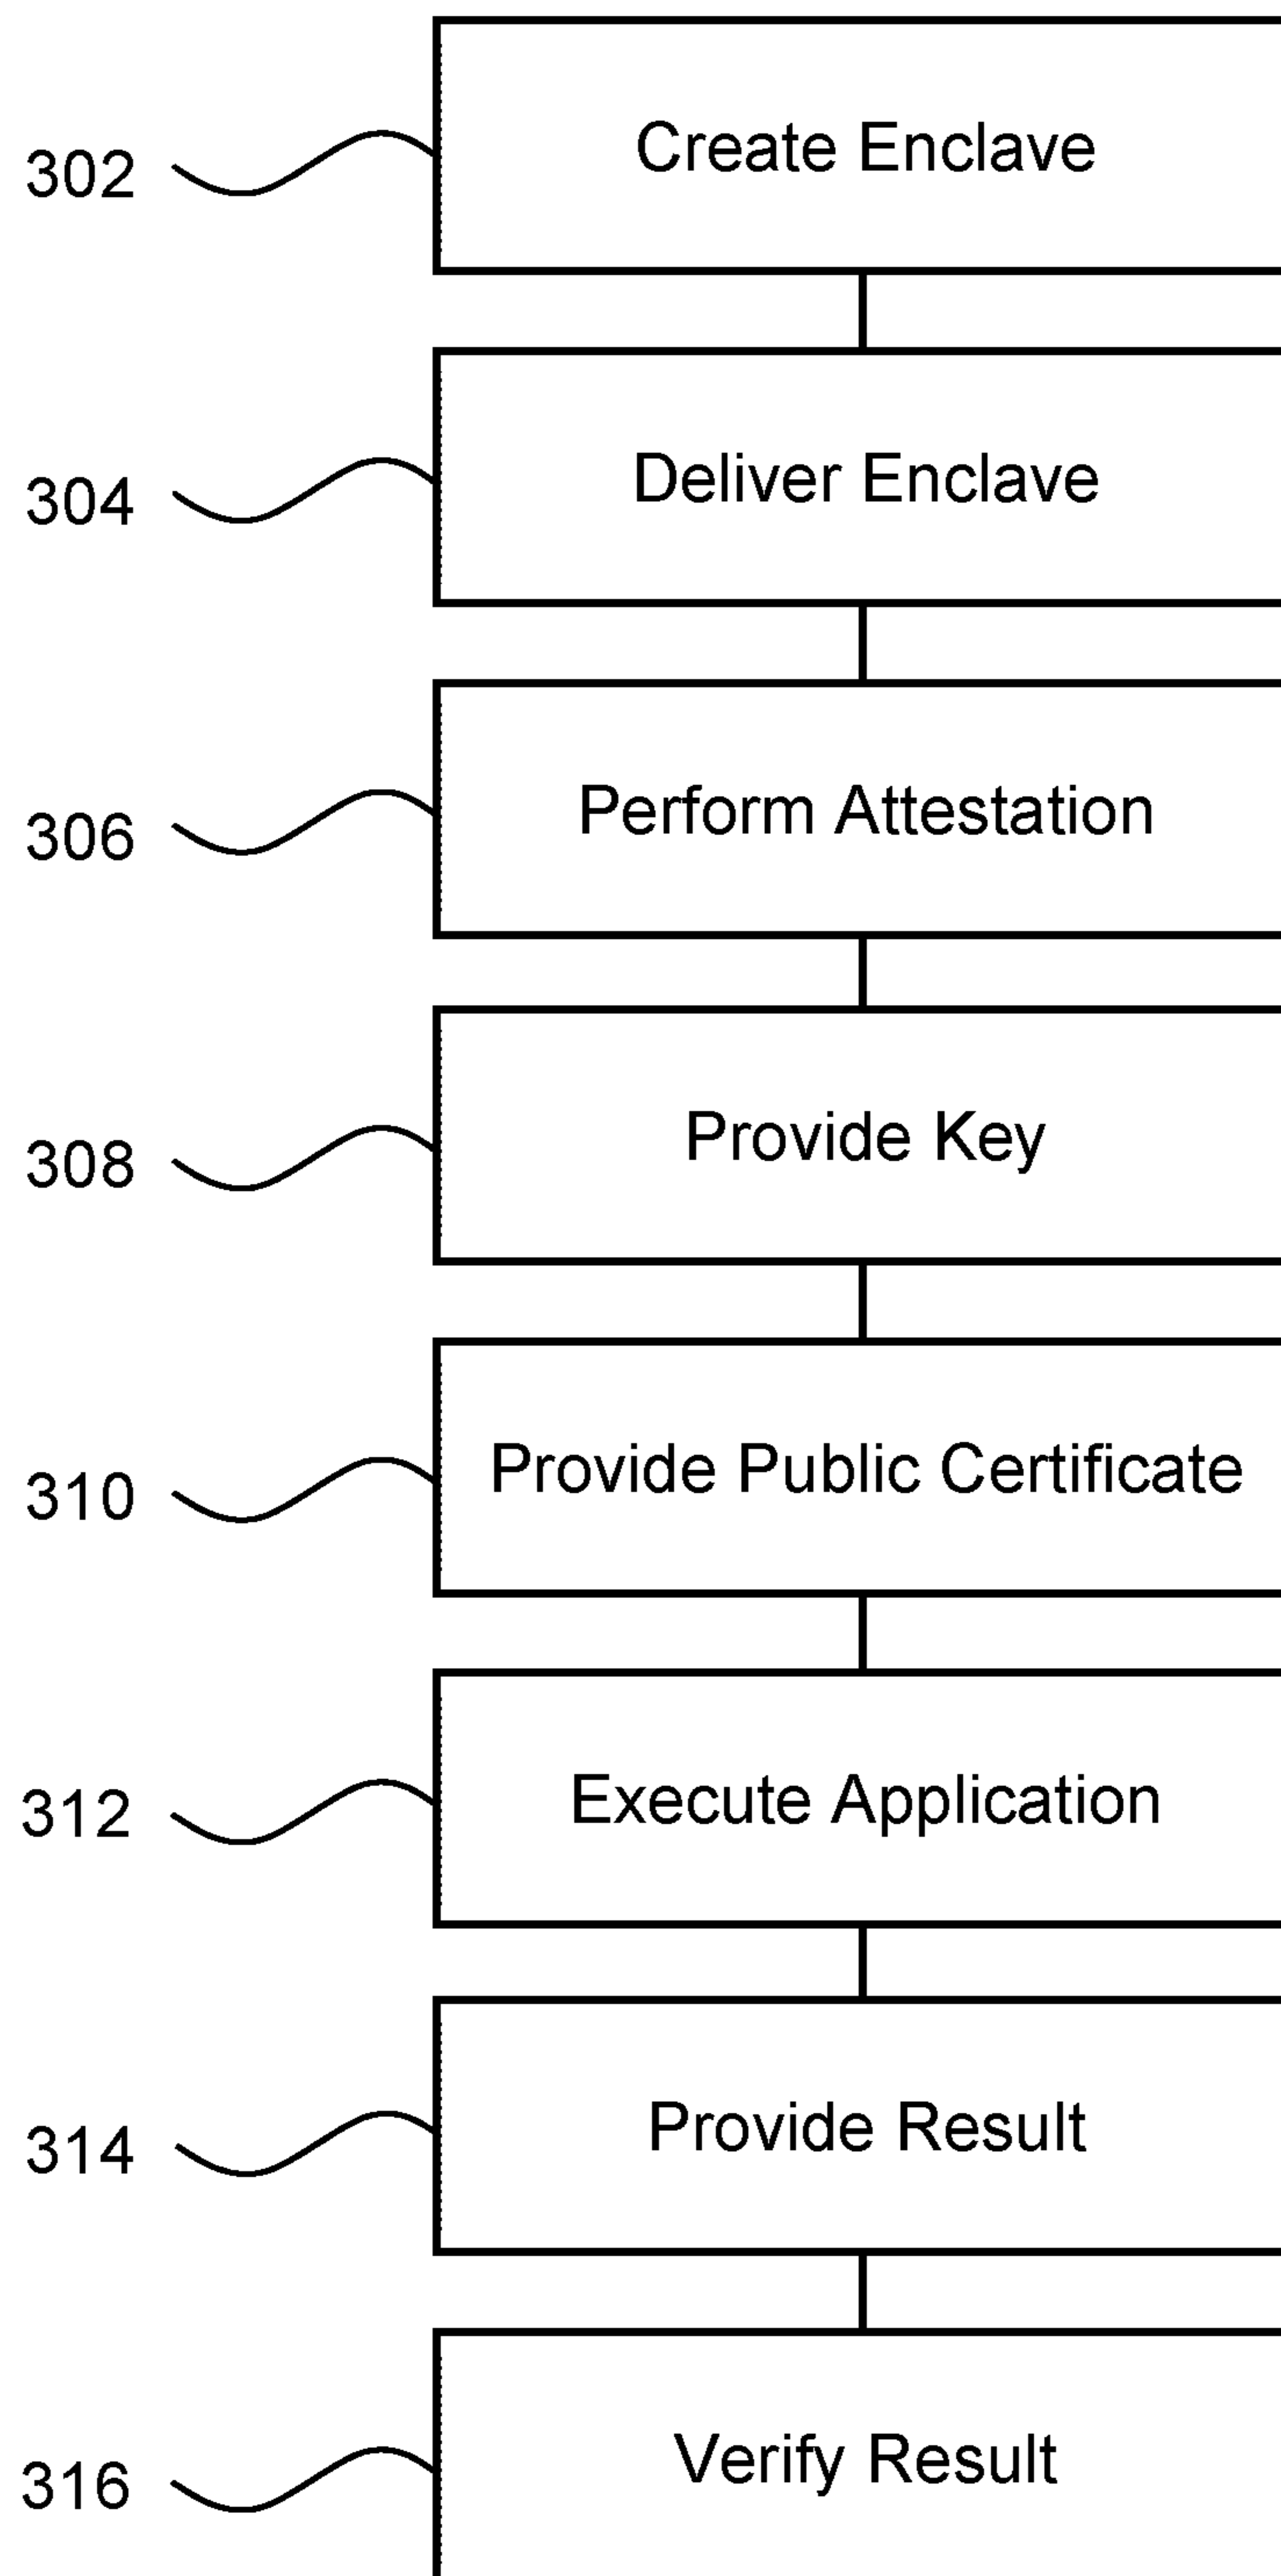 302 Create Enclave
304 Deliver Enclave
306 Perform Attestation
308 Provide Key
310 Provide Public Certificate
312 Execute Application
314 Provide Result
316 Verify Result